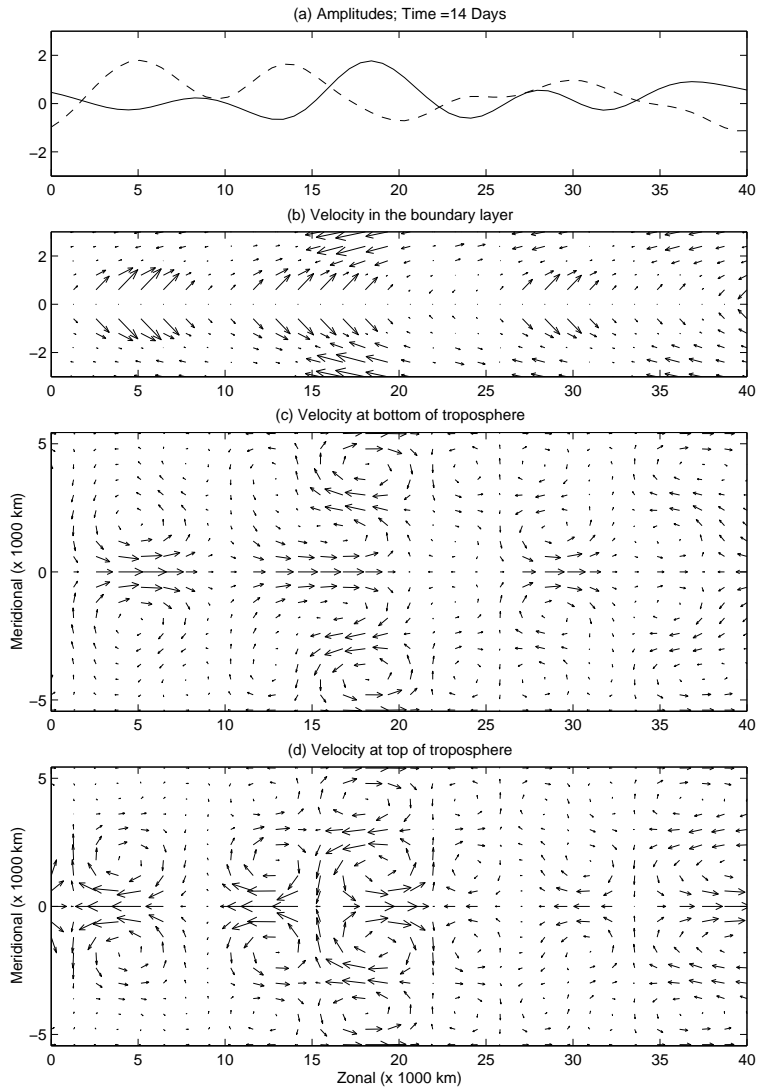 (a) Amplitudes; Time =14 Days
2
0
−2
0 5 10 15 20 25 30 35 40
(b) Velocity in the boundary layer
2
0
−2
0 5 10 15 20 25 30 35 40
(c) Velocity at bottom of troposphere
5
0
−5
Meridional (x 1000 km)
0 5 10 15 20 25 30 35 40
(d) Velocity at top of troposphere
5
0
−5
Meridional (x 1000 km)
0 5 10 15 20 25 30 35 40
Zonal (x 1000 km)